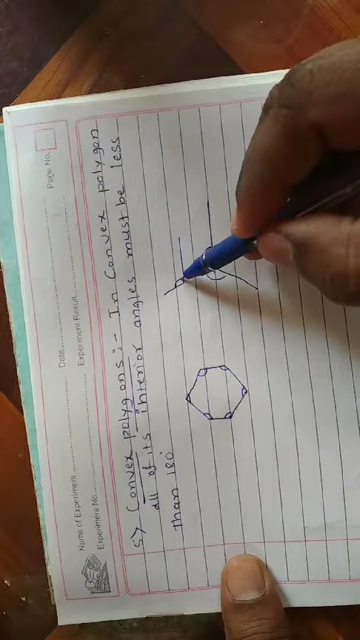 Name of Experiment
Date
Page No.
Experiment No.
Experiment Result
5) Convex polygons:- In Convex polygon
all of its interior angles must be less
than 180°